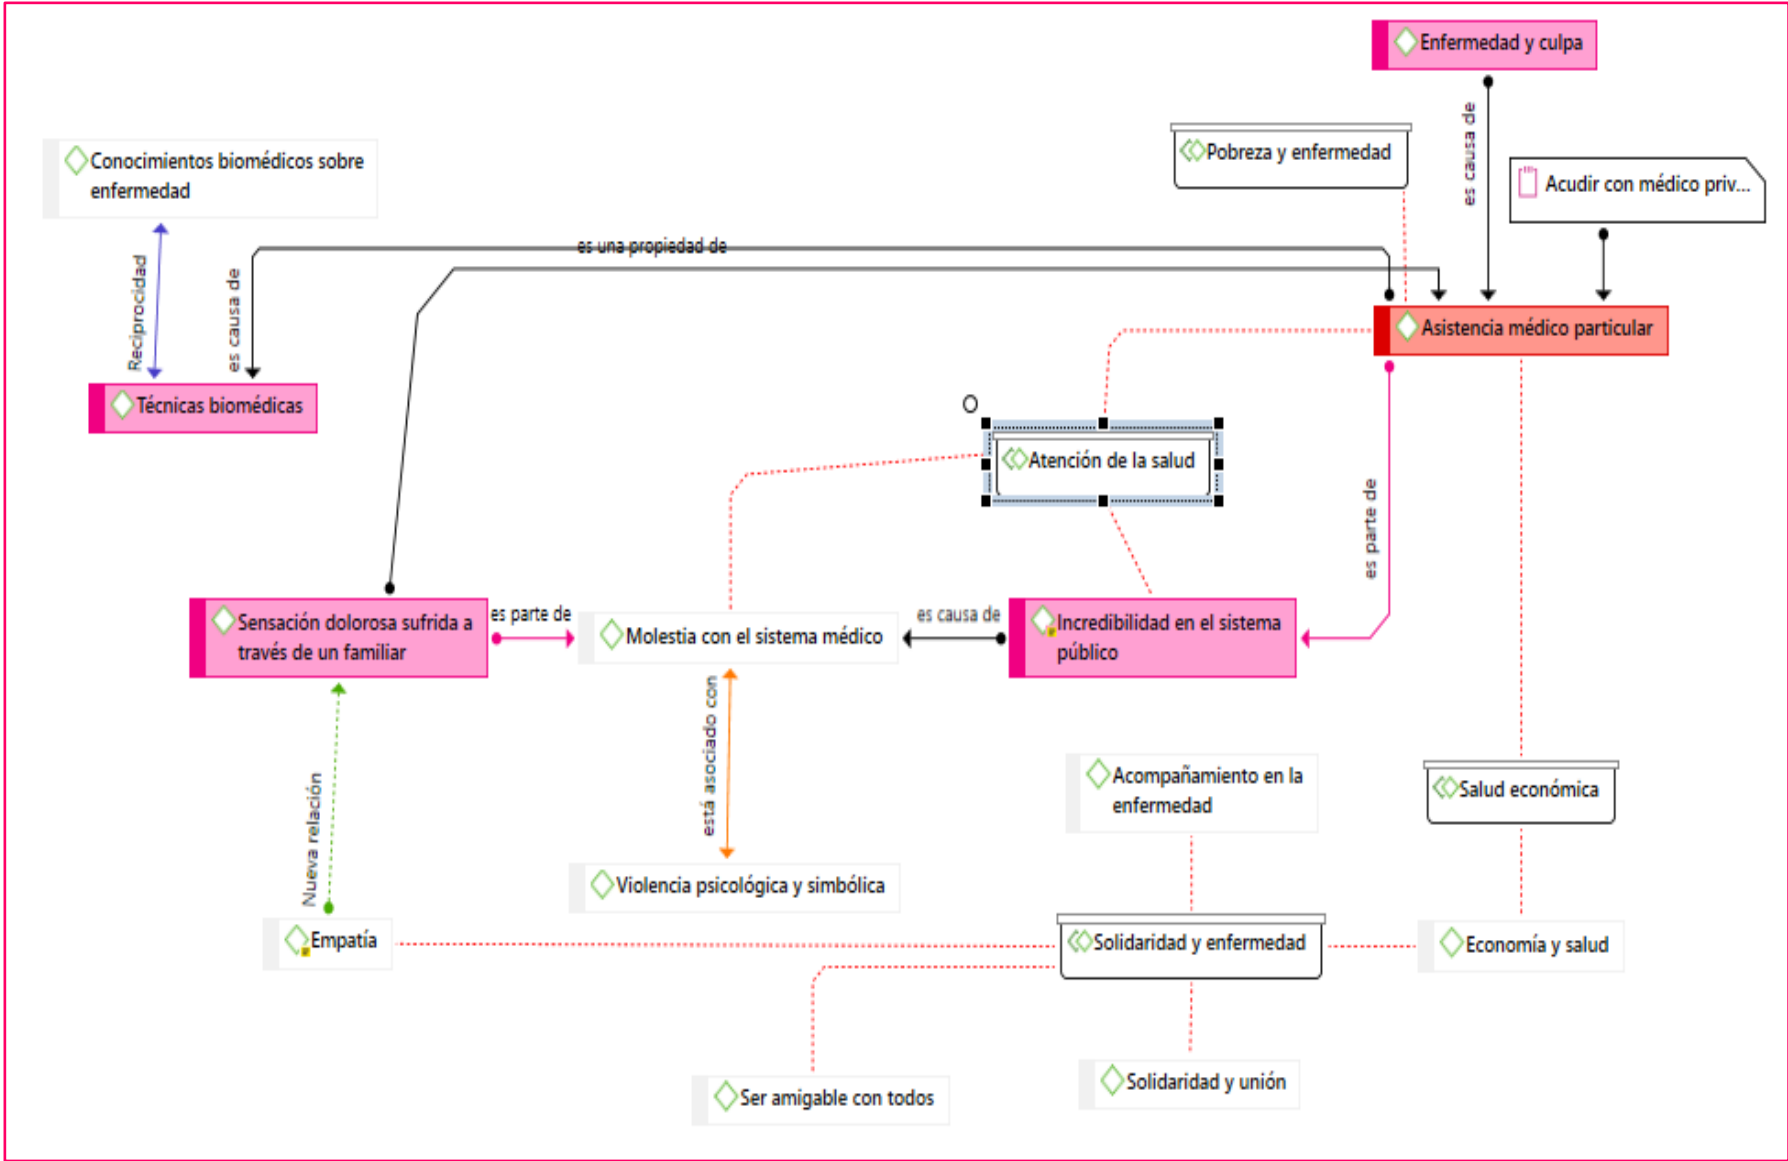 Enfermedad y culpa
es causa de
Pobreza y enfermedad
Acudir con médico priv...
Conocimientos biomédicos sobre
enfermedad
es una propiedad de
Reciprocidad
es causa de
Asistencia médico particular
Técnicas biomédicas
Atención de la salud
es parte de
Sensación dolorosa sufrida a
través de un familiar
es parte de
Molestia con el sistema médico
es causa de
Incredibilidad en el sistema
público
está asociado con
Nueva relación
Acompañamiento en la
enfermedad
Salud económica
Violencia psicológica y simbólica
Empatía
Solidaridad y enfermedad
Economía y salud
Ser amigable con todos
Solidaridad y unión